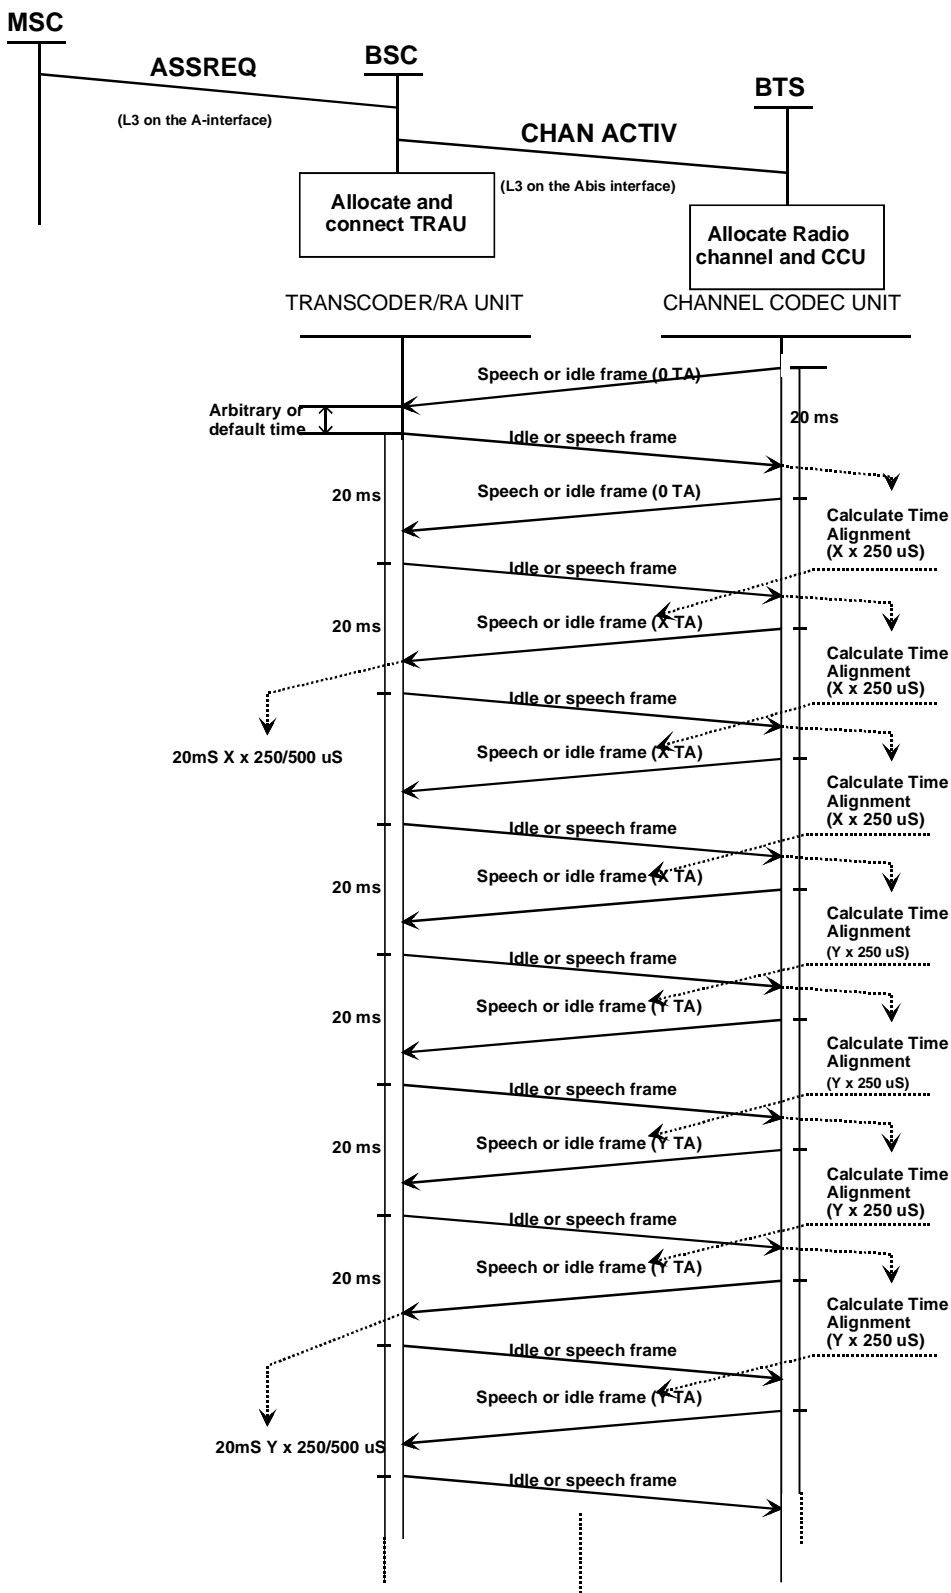 MSC
BSC
ASSREQ
BTS
(L3 on the A-interface)
CHAN ACTIV
(L3 on the Abis interface)
Allocate and
connect TRAU
Allocate Radio
channel and CCU
TRANSCODER/RA UNIT
CHANNEL CODEC UNIT
Speech or idle frame (0 TA)
Arbitrary or
default time
20 ms
Idle or speech frame
20 ms
Speech or idle frame (0 TA)
Calculate Time
Alignment
(X x 250 uS)
Idle or speech frame
20 ms
Speech or idle frame (X TA)
Calculate Time
Alignment
(X x 250 uS)
Idle or speech frame
20mS X x 250/500 uS
Speech or idle frame (X TA)
Calculate Time
Alignment
(X x 250 uS)
Idle or speech frame
20 ms
Speech or idle frame (X TA)
Calculate Time
Alignment
(Y x 250 uS)
Idle or speech frame
20 ms
Speech or idle frame (Y TA)
Calculate Time
Alignment
(Y x 250 uS)
Idle or speech frame
20 ms
Speech or idle frame (Y TA)
Calculate Time
Alignment
(Y x 250 uS)
Idle or speech frame
20 ms
Speech or idle frame (Y TA)
Calculate Time
Alignment
(Y x 250 uS)
Idle or speech frame
Speech or idle frame (Y TA)
20mS Y x 250/500 uS
Idle or speech frame